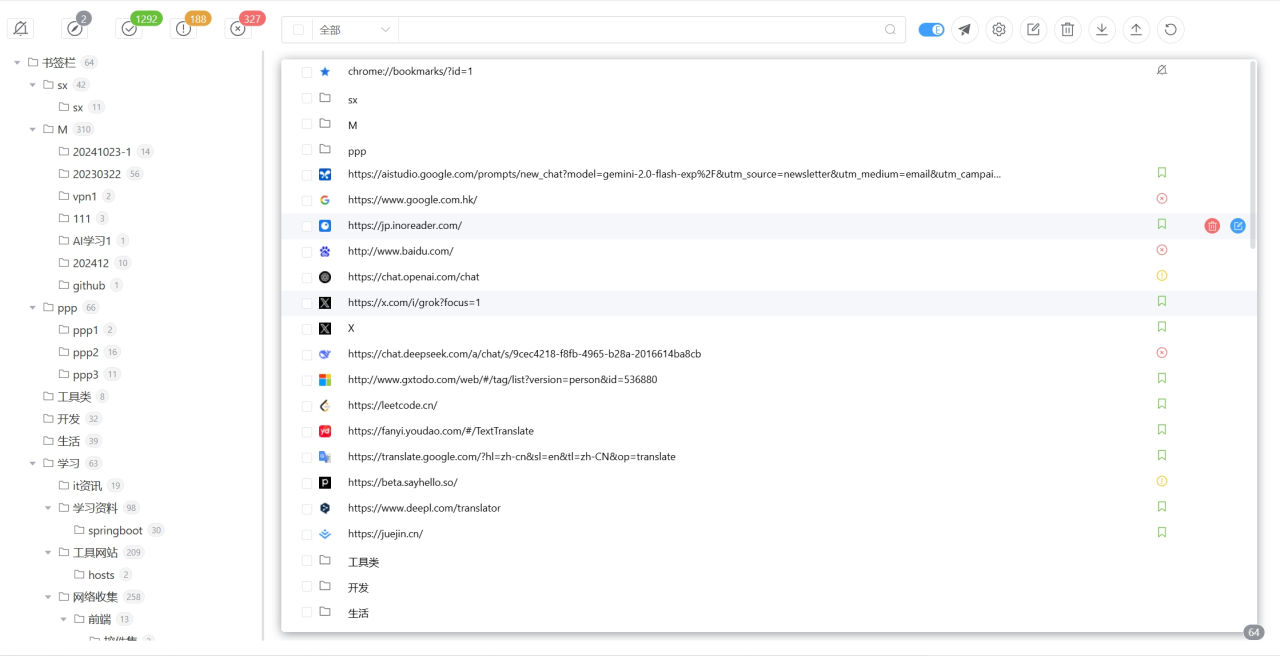 2
1292
188
327
全部
书签栏 64
sx 42
sx 11
M 310
20241023-1 14
20230322 56
vpn1 2
111 3
AI学习1 1
202412 10
github 1
ppp 66
ppp1 2
ppp2 16
ppp3 11
工具类 8
开发 32
生活 39
学习 63
it资讯 19
学习资料 98
springboot 30
工具网站 209
hosts 2
网络收集 258
前端 13
chrome://bookmarks/?id=1
sx
M
ppp
https://aistudio.google.com/prompts/new_chat?model=gemini-2.0-flash-exp%2F&utm_source=newsletter&utm_medium=email&utm_campai...
https://www.google.com.hk/
https://jp.inoreader.com/
http://www.baidu.com/
https://chat.openai.com/chat
https://x.com/i/grok?focus=1
X
https://chat.deepseek.com/a/chat/s/9cec4218-f8fb-4965-b28a-2016614ba8cb
http://www.gxtodo.com/web/#/tag/list?version=person&id=536880
https://leetcode.cn/
https://fanyi.youdao.com/#/TextTranslate
https://translate.google.com/?hl=zh-cn&sl=en&tl=zh-CN&op=translate
https://beta.sayhello.so/
https://www.deepl.com/translator
https://juejin.cn/
工具类
开发
生活
64